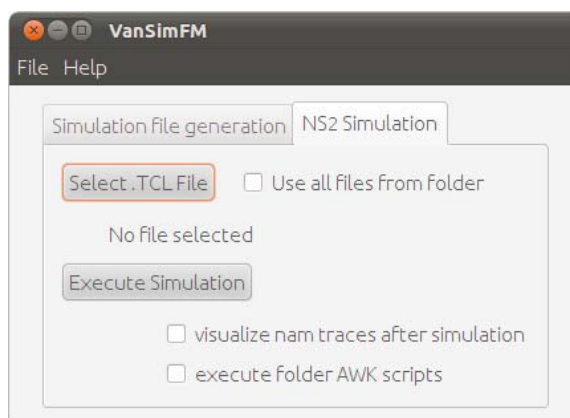 VanSimFM
File Help
Simulation file generation NS2 Simulation
Select .TCL File Use all files from folder
No file selected
Execute Simulation
visualize nam traces after simulation
execute folder AWK scripts